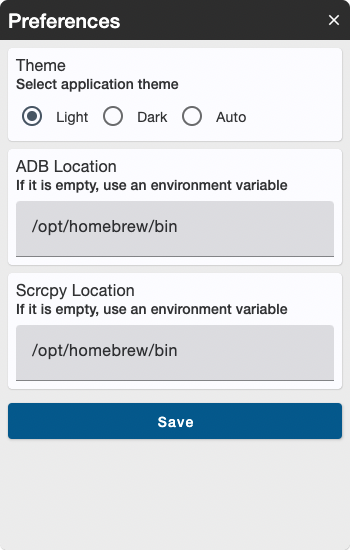 Preferences
Theme
Select application theme
Light Dark Auto
ADB Location
If it is empty, use an environment variable
/opt/homebrew/bin
Scrcpy Location
If it is empty, use an environment variable
/opt/homebrew/bin
Save